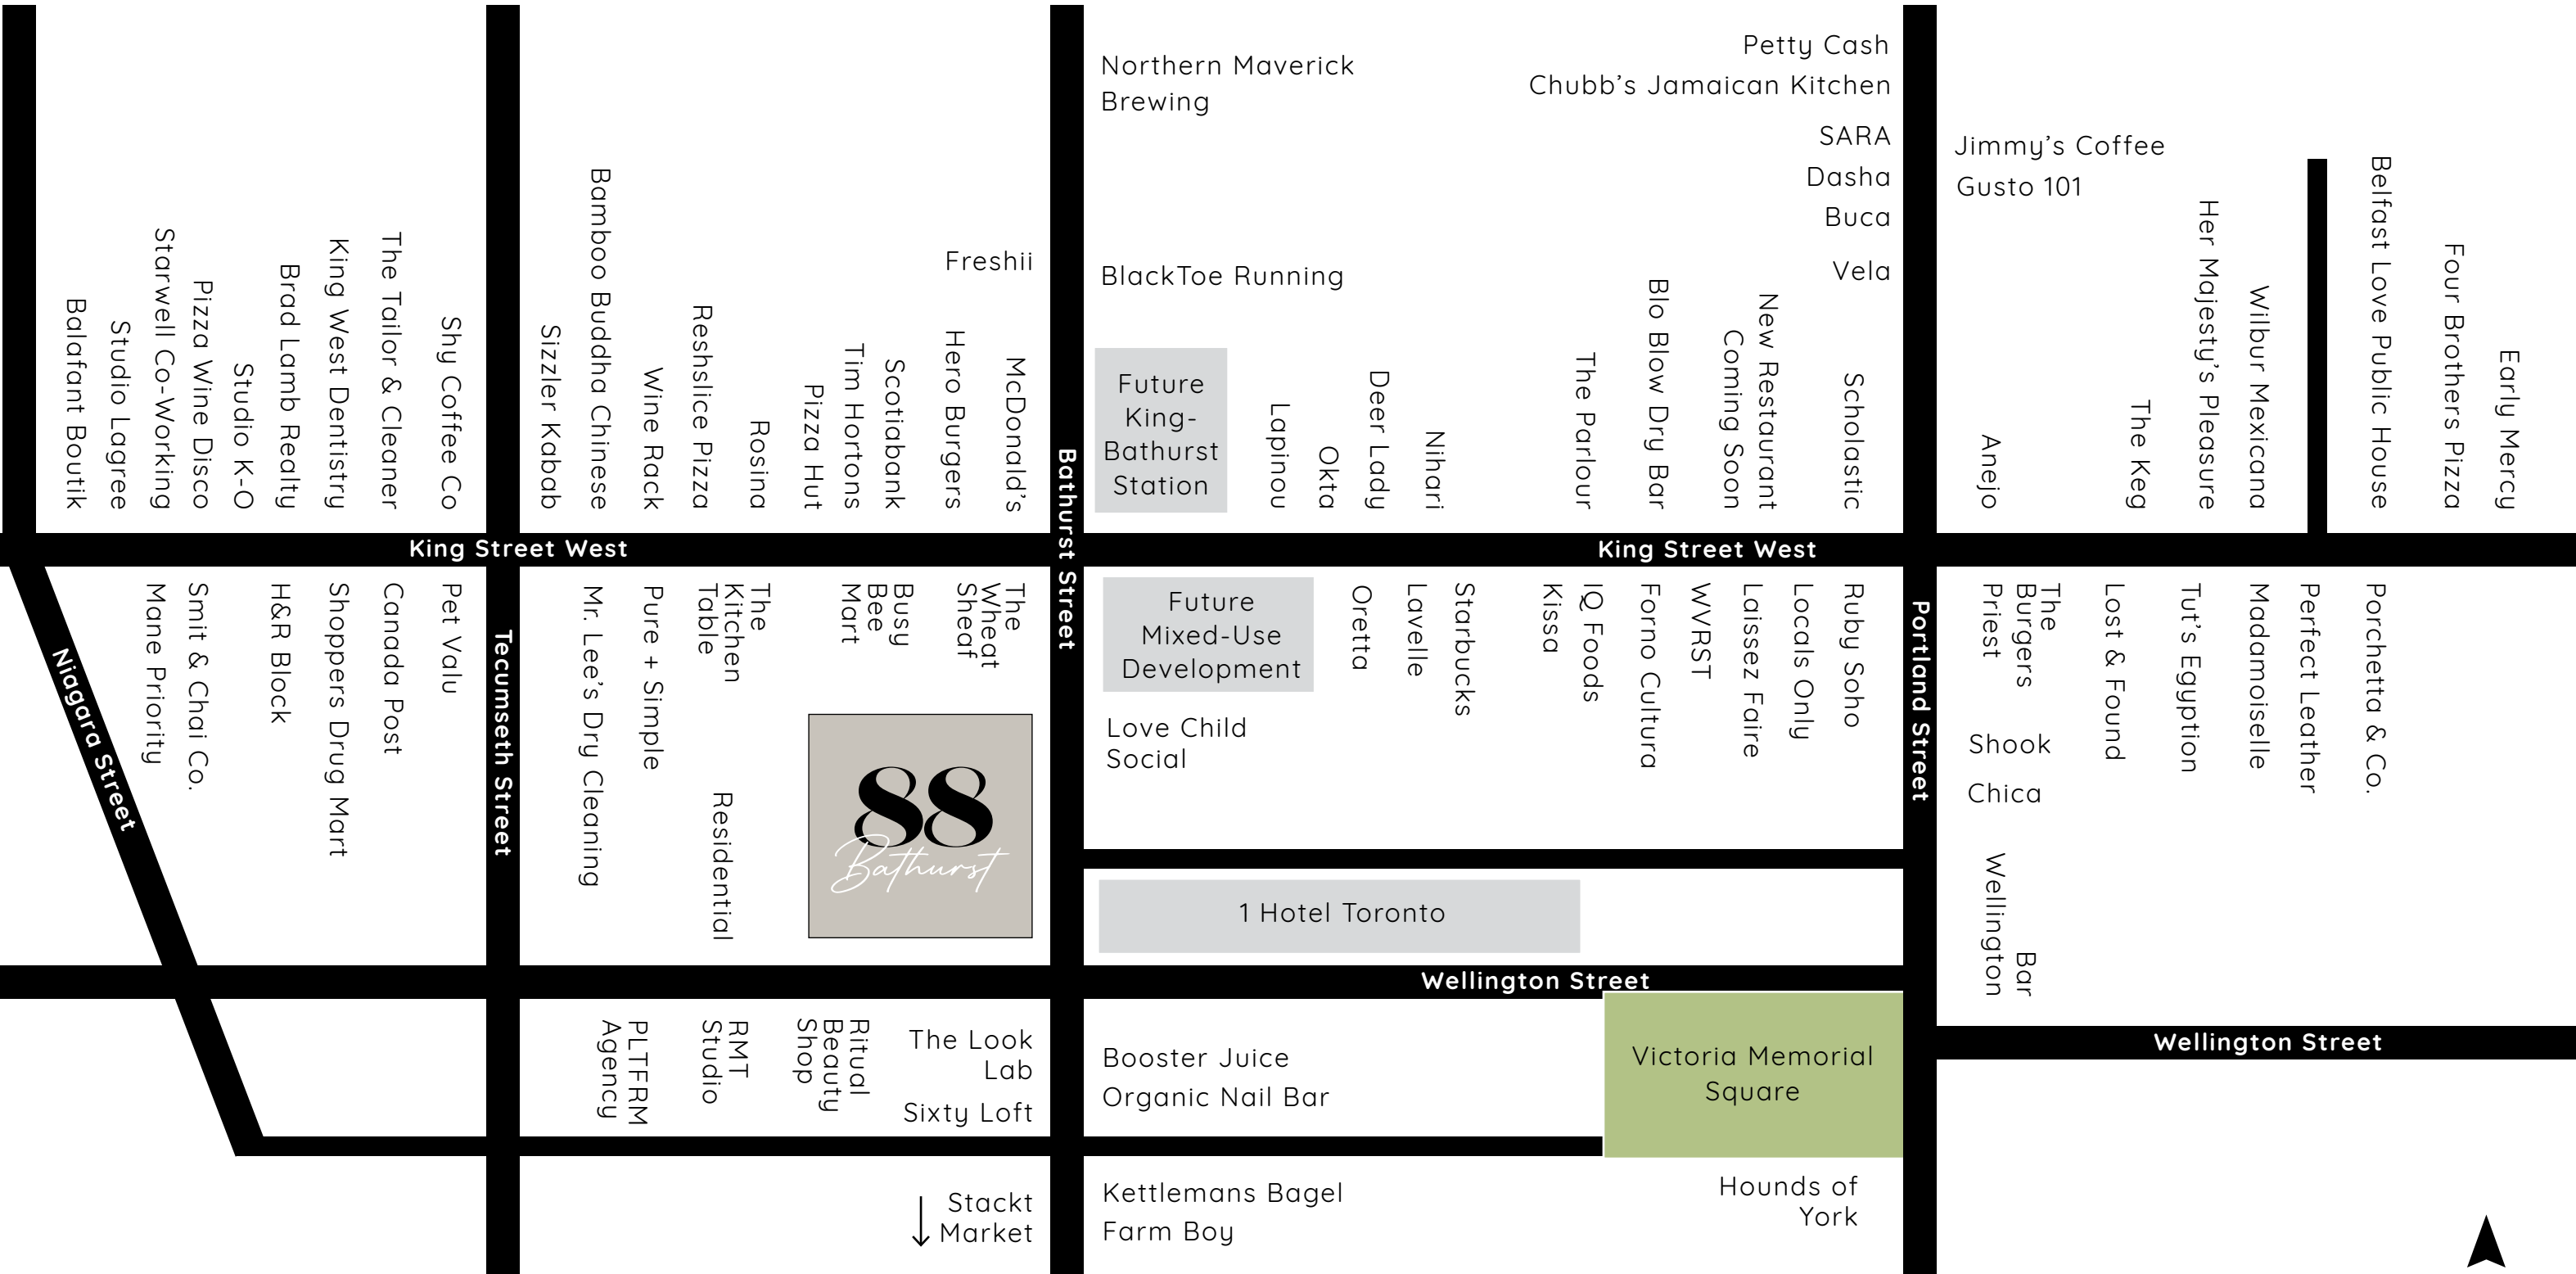 Northern Maverick
Brewing
Petty Cash
Chubb's Jamaican Kitchen
SARA
Dasha
Buca
Vela
Jimmy's Coffee
Gusto 101
Freshii
BlackToe Running
Balafant Boutik
Studio Lagree
Starwell Co-Working
Pizza Wine Disco
Studio K-O
Brad Lamb Realty
King West Dentistry
The Tailor & Cleaner
Shy Coffee Co
Sizzler Kabab
Bamboo Buddha Chinese
Wine Rack
Reshslice Pizza
Rosina
Pizza Hut
Tim Hortons
Scotiabank
Hero Burgers
McDonald's
Future
King-
Bathurst
Station
Lapinou
Okta
Deer Lady
Nihari
The Parlour
Blo Blow Dry Bar
New Restaurant
Coming Soon
Scholastic
Anejo
The Keg
Her Majesty's Pleasure
Wilbur Mexicana
Belfast Love Public House
Four Brothers Pizza
Early Mercy
King Street West
Bathurst Street
King Street West
Niagara Street
Mane Priority
Smit & Chai Co.
H&R Block
Shoppers Drug Mart
Canada Post
Pet Valu
Tecumseth Street
Mr. Lee's Dry Cleaning
Pure + Simple
The
Kitchen
Table
Busy
Bee
Mart
The
Wheat
Sheaf
Residential
88
Bathurst
Future
Mixed-Use
Development
Love Child
Social
Oretta
Lavelle
Starbucks
Kissa
IQ Foods
Forno Cultura
WVRST
Laissez Faire
Locals Only
Ruby Soho
Portland Street
The
Burgers
Priest
Lost & Found
Tut's Egyption
Madamoiselle
Perfect Leather
Porchetta & Co.
Shook
Chica
Wellington
Bar
1 Hotel Toronto
Wellington Street
Wellington Street
PLTFRM
Agency
RMT
Studio
Ritual
Beauty
Shop
The Look
Lab
Sixty Loft
Booster Juice
Organic Nail Bar
Victoria Memorial
Square
Stackt
Market
Kettlemans Bagel
Farm Boy
Hounds of
York